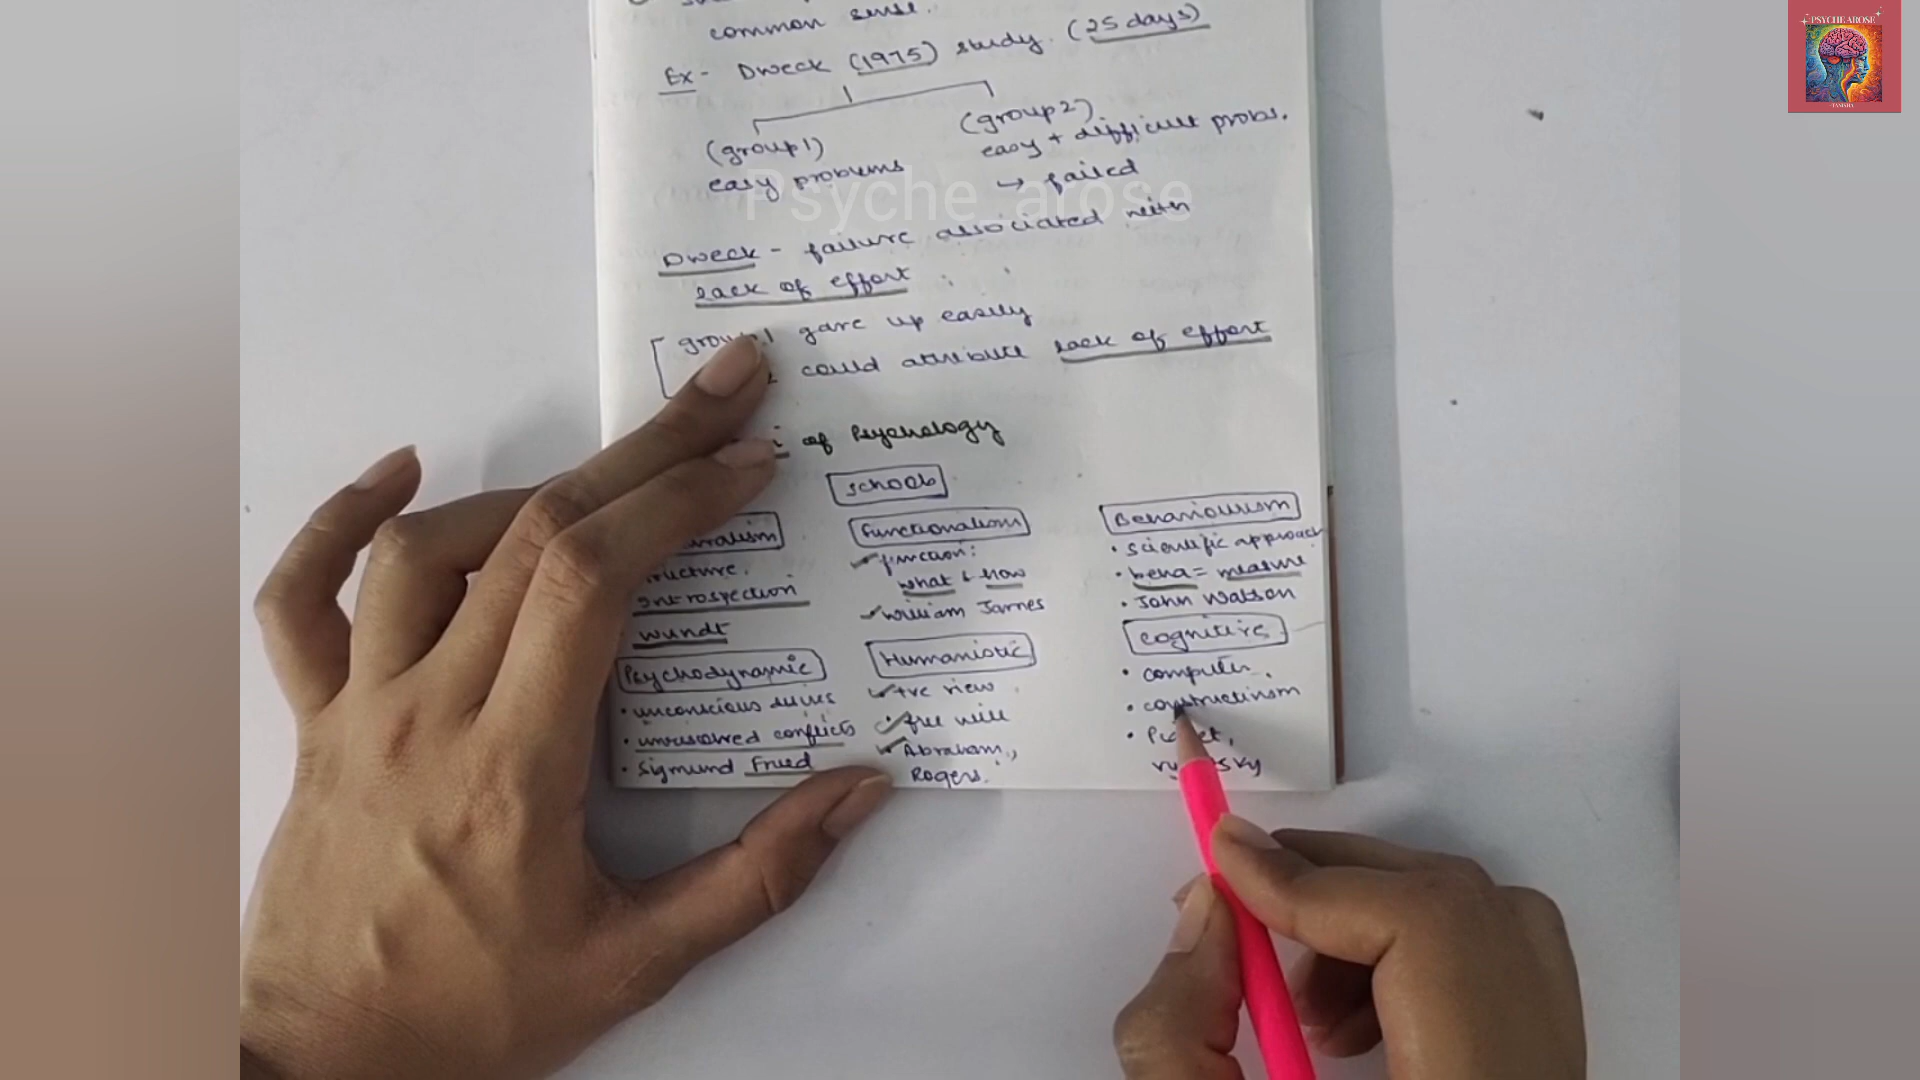 common sense.
Ex - Dweck (1975) study. (25 days)
(group 1)
(group 2)
easy problems
easy + difficult probs.
→ failed
Psyche_arose
Dweck - failure associated with
lack of effort
group 1 gave up easily
could attribute lack of effort
of Psychology
Schools
Functionalism
Behaviourism
function:
what & how
William James
• scientific approach
• beha = measure
• John Watson
introspection
wundt
Psychodynamic
• unconscious drives
• unresolved conflicts
• Sigmund Frued
Humanistic
+ve view
• free will
Abraham,
Rogers.
Cognitive
• computer.
• constructivism
PSYCHE AROSE